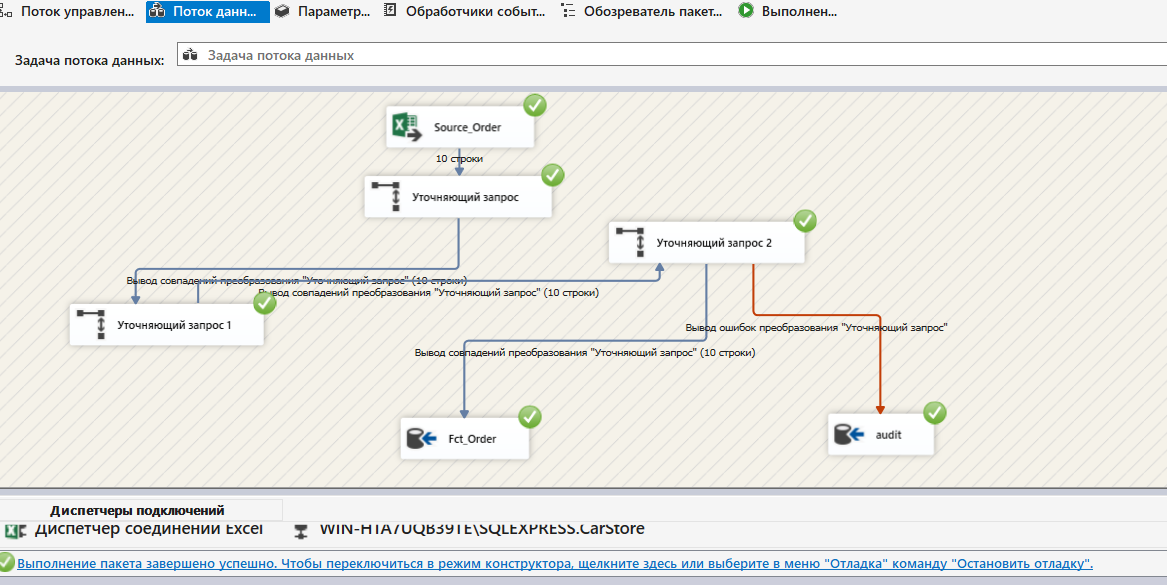 Поток управлен...
Поток данн...
Параметр...
Обработчики событ...
Обозреватель пакет...
Выполнен...
Задача потока данных:
Задача потока данных
Source_Order
10 строки
Уточняющий запрос
Уточняющий запрос 2
Вывод совпадений преобразования "Уточняющий запрос" (10 строки)
Вывод совпадений преобразования "Уточняющий запрос" (10 строки)
Уточняющий запрос 1
Вывод ошибок преобразования "Уточняющий запрос"
Вывод совпадений преобразования "Уточняющий запрос" (10 строки)
Fct_Order
audit
Диспетчеры подключений
Диспетчер соединений Excel
WIN-H1A7UQB391E\SQLEXPRESS.CarStore
Выполнение пакета завершено успешно. Чтобы переключиться в режим конструктора, щелкните здесь или выберите в меню "Отладка" команду "Остановить отладку".